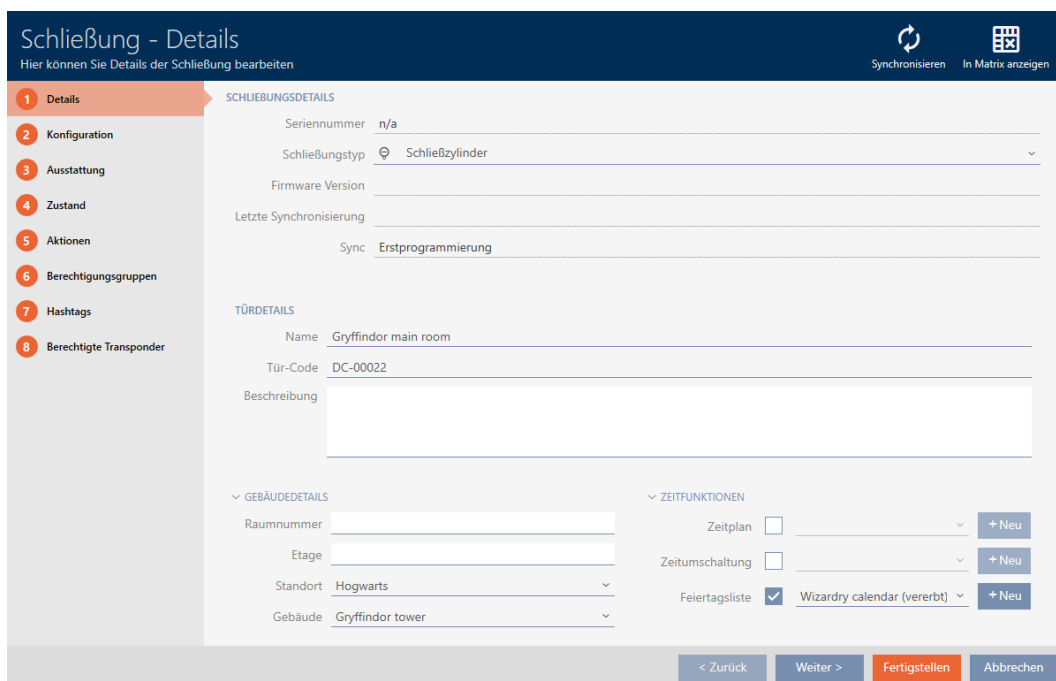 Schließung - Details
Hier können Sie Details der Schließung bearbeiten
Synchronisieren
In Matrix anzeigen
1 Details
2 Konfiguration
3 Ausstattung
4 Zustand
5 Aktionen
6 Berechtigungsgruppen
7 Hashtags
8 Berechtigte Transponder
SCHLIEßUNGSDETAILS
Seriennummer n/a
Schließungstyp Schließzylinder
Firmware Version
Letzte Synchronisierung
Sync Erstprogrammierung
TÜRDETAILS
Name Gryffindor main room
Tür-Code DC-00022
Beschreibung
GEBÄUDEDETAILS
Raumnummer
Etage
Standort Hogwarts
Gebäude Gryffindor tower
ZEITFUNKTIONEN
Zeitplan + Neu
Zeitumschaltung + Neu
Feiertagsliste Wizardry calendar (vererbt) + Neu
< Zurück
Weiter >
Fertigstellen
Abbrechen